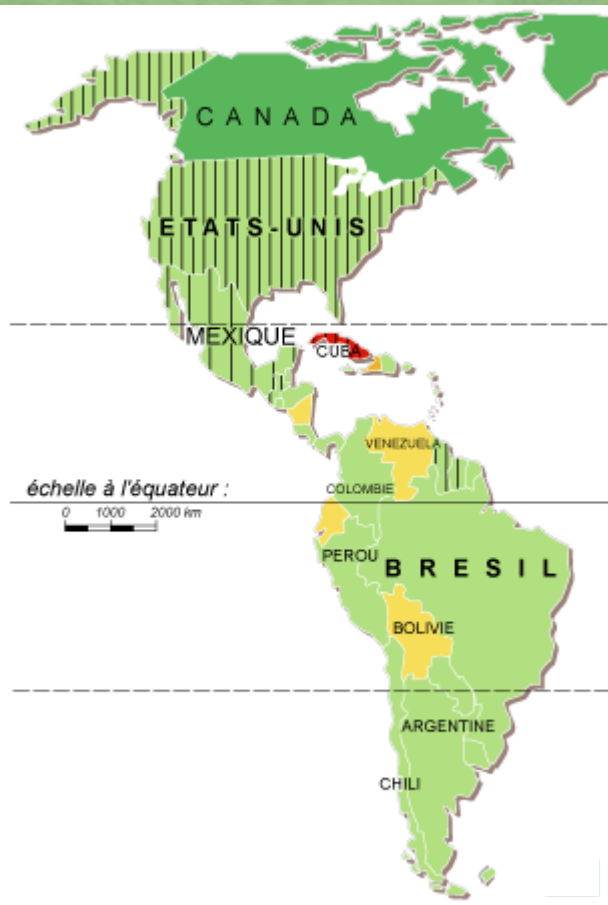 CANADA
ETATS-UNIS
MEXIQUE
CUBA
VENEZUELA
échelle à l'équateur :
COLOMBIE
0 1000 2000 km
PEROU
BRESIL
BOLIVIE
ARGENTINE
CHILI